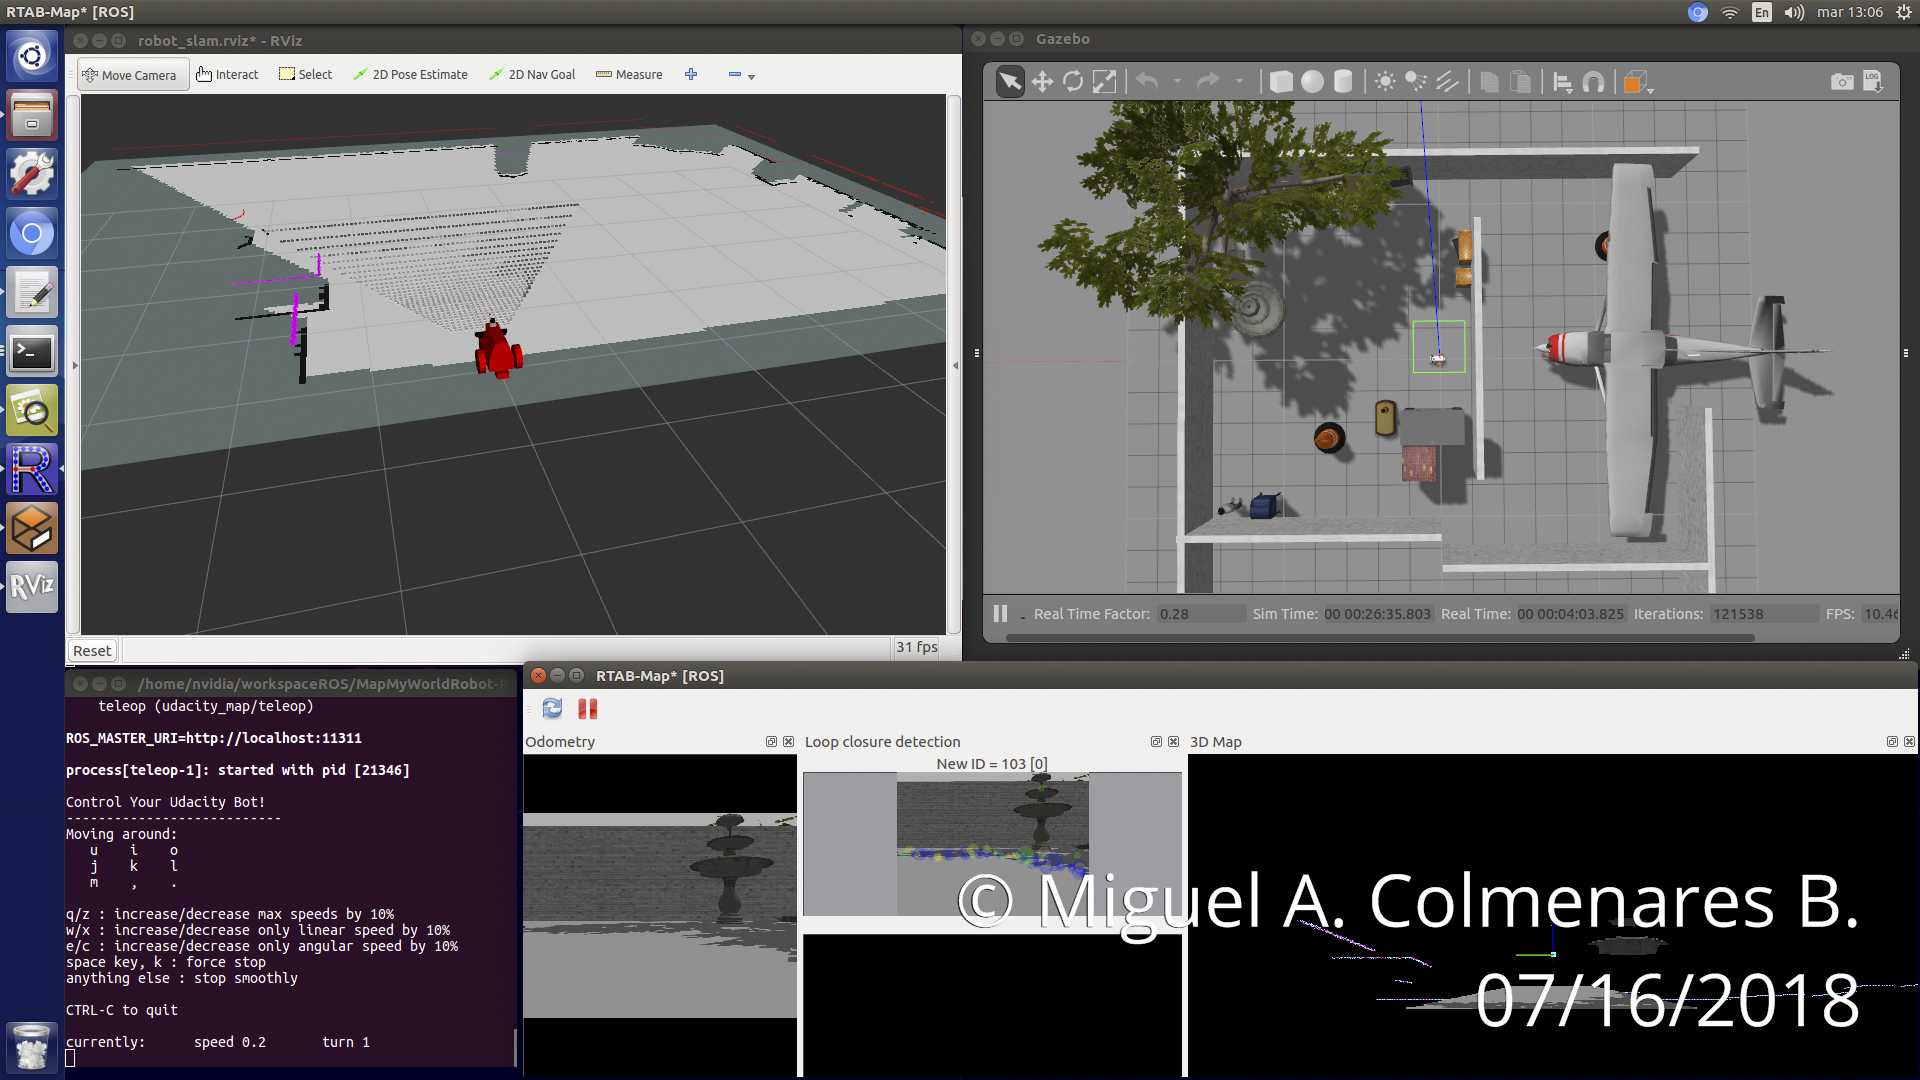 RTAB-Map* [ROS]
En
mar 13:06
robot_slam.rviz* - RViz
Move Camera
Interact
Select
2D Pose Estimate
2D Nav Goal
Measure
Reset
31 fps
Gazebo
LOG
Real Time Factor: 0.28 Sim Time: 00 00:26:35.803 Real Time: 00 00:04:03.825 Iterations: 121538 FPS:
RViz
/home/nvidia/workspaceROS/MapMyWorldRobot-
teleop (udacity_map/teleop)
ROS_MASTER_URI=http://localhost:11311
process[teleop-1]: started with pid [21346]
Control Your Udacity Bot!
---------------------------
Moving around:
u i o
j k l
m , .
q/z : increase/decrease max speeds by 10%
w/x : increase/decrease only linear speed by 10%
e/c : increase/decrease only angular speed by 10%
space key, k : force stop
anything else : stop smoothly
CTRL-C to quit
currently: speed 0.2 turn 1
RTAB-Map* [ROS]
Odometry
Loop closure detection
New ID = 103 [0]
3D Map
© Miguel A. Colmenares B.
07/16/2018